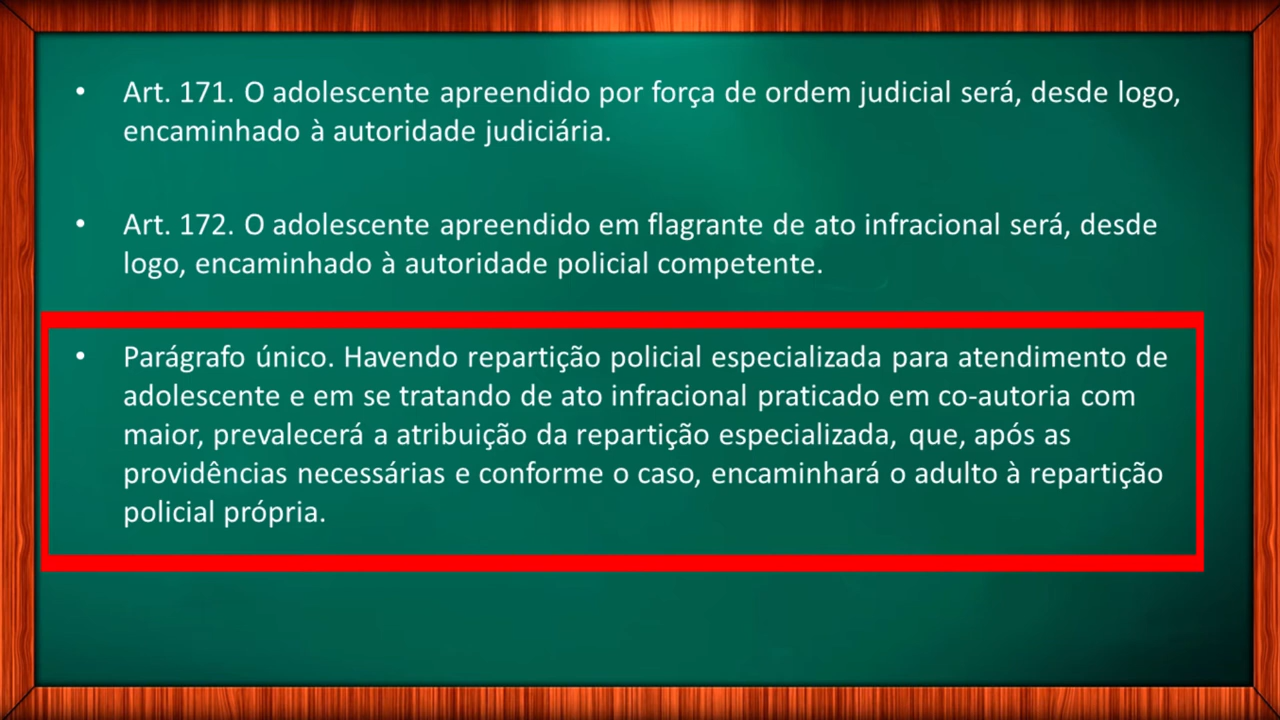 • Art. 171. O adolescente apreendido por força de ordem judicial será, desde logo,
encaminhado à autoridade judiciária.
• Art. 172. O adolescente apreendido em flagrante de ato infracional será, desde
logo, encaminhado à autoridade policial competente.
• Parágrafo único. Havendo repartição policial especializada para atendimento de
adolescente e em se tratando de ato infracional praticado em co-autoria com
maior, prevalecerá a atribuição da repartição especializada, que, após as
providências necessárias e conforme o caso, encaminhará o adulto à repartição
policial própria.